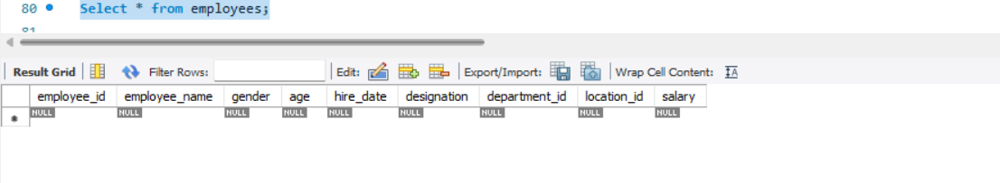 80 Select * from employees;
81
Result Grid Filter Rows: Edit: Export/Import: Wrap Cell Content: IA
employee_id employee_name gender age hire_date designation department_id location_id salary
* NULL NULL NULL NULL NULL NULL NULL NULL NULL